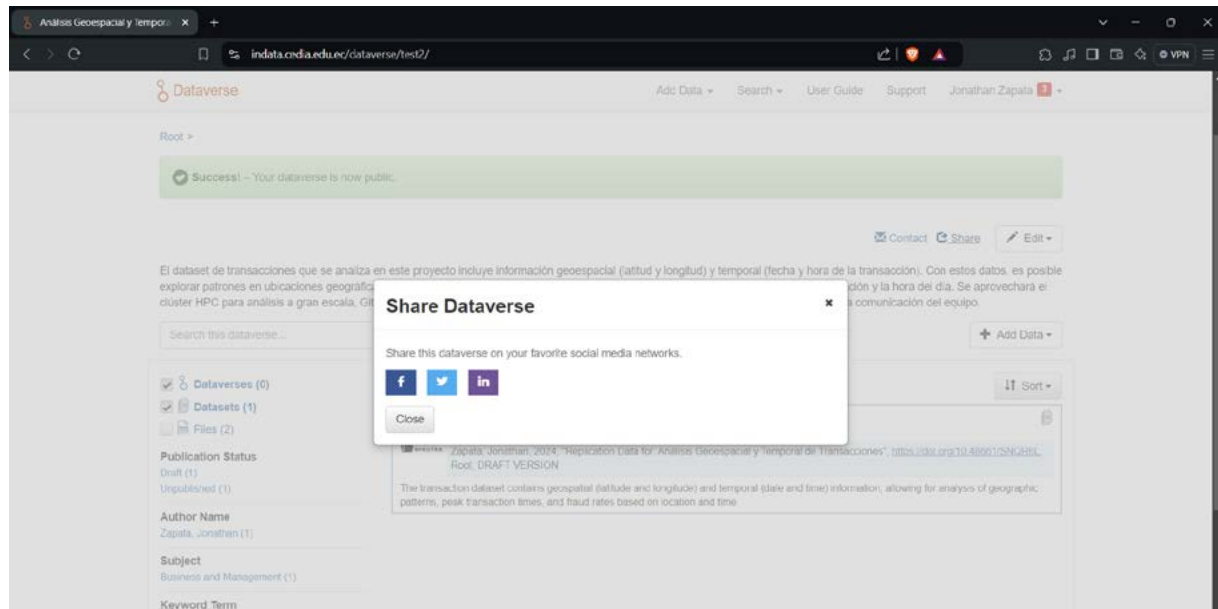 Análisis Geoespacial y Tempora
indata.cedia.edu.ec/dataverse/test2/
VPN
Dataverse
Add Data
Search
User Guide
Support
Jonathan Zapata 3
Root >
Success! – Your dataverse is now public.
Contact
Share
Edit
El dataset de transacciones que se analiza en este proyecto incluye información geoespacial (latitud y longitud) y temporal (fecha y hora de la transacción). Con estos datos, es posible
explorar patrones en ubicaciones geográfic
ción y la hora del día. Se aprovechará el
clúster HPC para análisis a gran escala, Git
a comunicación del equipo.
Search this dataverse...
Add Data
Share Dataverse
Share this dataverse on your favorite social media networks.
Close
Dataverses (0)
Datasets (1)
Files (2)
Sort
Publication Status
Draft (1)
Unpublished (1)
Author Name
Zapata, Jonathan (1)
Subject
Business and Management (1)
Keyword Term
Zapata, Jonathan, 2024, "Replication Data for: Análisis Geoespacial y Temporal de Transacciones",
Root, DRAFT VERSION
The transaction dataset contains geospatial (latitude and longitude) and temporal (date and time) information, allowing for analysis of geographic
patterns, peak transaction times, and fraud rates based on location and time